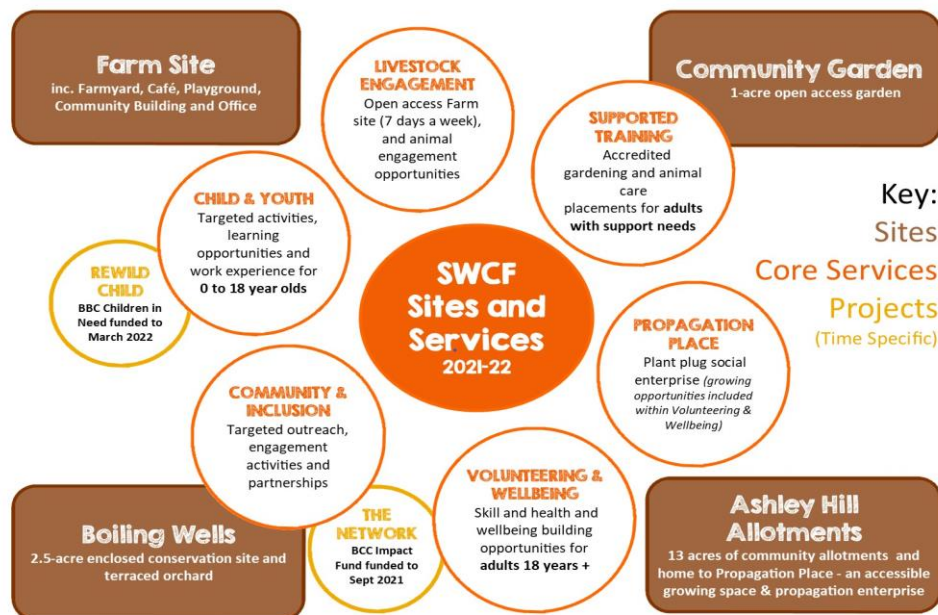 Farm Site
inc. Farmyard, Café, Playground,
Community Building and Office
LIVESTOCK
ENGAGEMENT
Open access Farm
site (7 days a week),
and animal
engagement
opportunities
Community Garden
1-acre open access garden
SUPPORTED
TRAINING
Accredited
gardening and animal
care
placements for adults
with support needs
CHILD & YOUTH
Targeted activities,
learning
opportunities and
work experience for
0 to 18 year olds
Key:
Sites
Core Services
Projects
(Time Specific)
REWILD
CHILD
BBC Children in
Need funded to
March 2022
SWCF
Sites and
Services
2021-22
PROPAGATION
PLACE
Plant plug social
enterprise (growing
opportunities included
within Volunteering &
Wellbeing)
COMMUNITY &
INCLUSION
Targeted outreach,
engagement
activities and
partnerships
VOLUNTEERING &
WELLBEING
Skill and health and
wellbeing building
opportunities for
adults 18 years +
Boiling Wells
2.5-acre enclosed conservation site and
terraced orchard
THE
NETWORK
BCC Impact
Fund funded to
Sept 2021
Ashley Hill
Allotments
13 acres of community allotments and
home to Propagation Place - an accessible
growing space & propagation enterprise